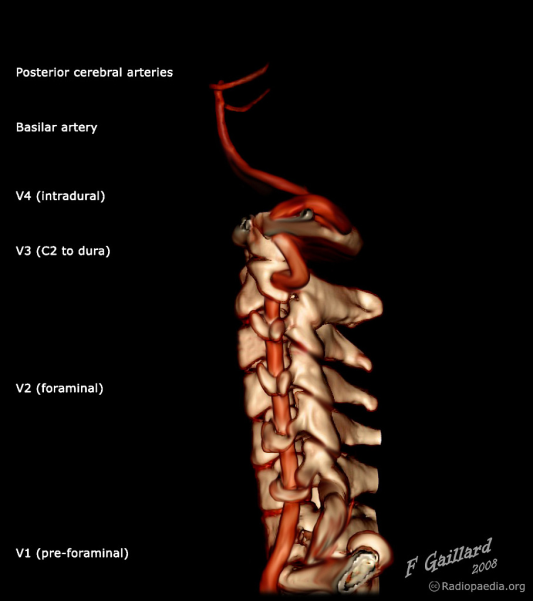 Posterior cerebral arteries
Basilar artery
V4 (intradural)
V3 (C2 to dura)
V2 (foraminal)
V1 (pre-foraminal)
F Gaillard
2008
Radiopaedia.org